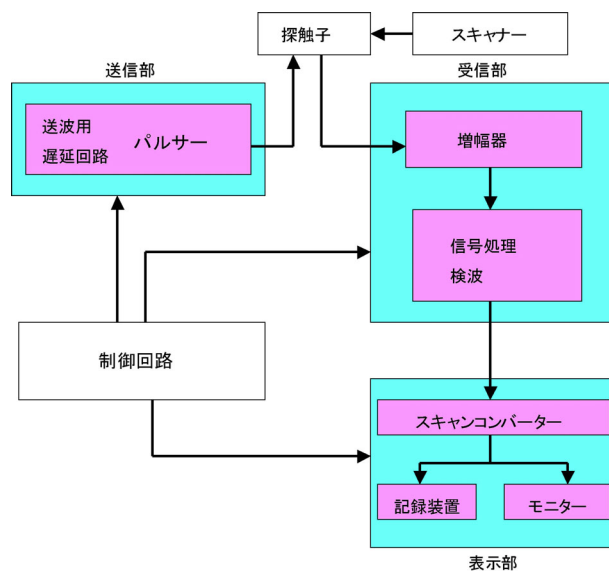 探触子
スキャナー
送信部
受信部
送波用
遅延回路
パルサー
増幅器
信号処理
検波
制御回路
スキャンコンバーター
記録装置
モニター
表示部